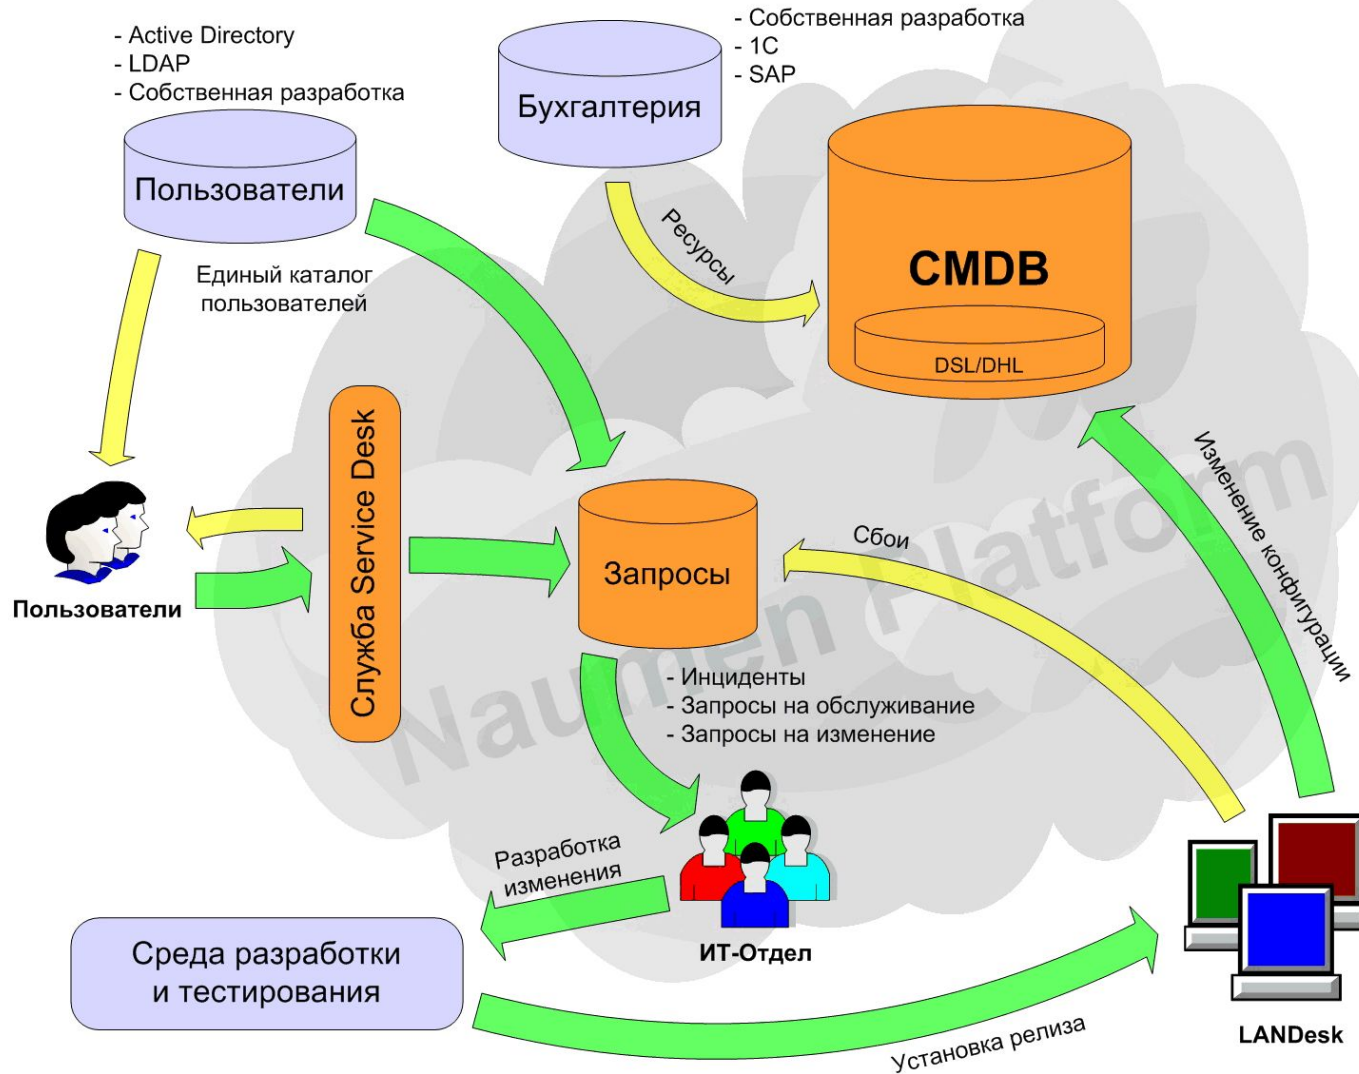 - Active Directory
- LDAP
- Собственная разработка
- Собственная разработка
- 1С
- SAP
Бухгалтерия
Пользователи
Единый каталог
пользователей
Ресурсы
CMDB
DSL/DHL
Служба Service Desk
Пользователи
Запросы
Сбои
Изменение конфигурации
Naumen Platform
- Инциденты
- Запросы на обслуживание
- Запросы на изменение
Разработка
изменения
ИТ-Отдел
Среда разработки
и тестирования
Установка релиза
LANDesk